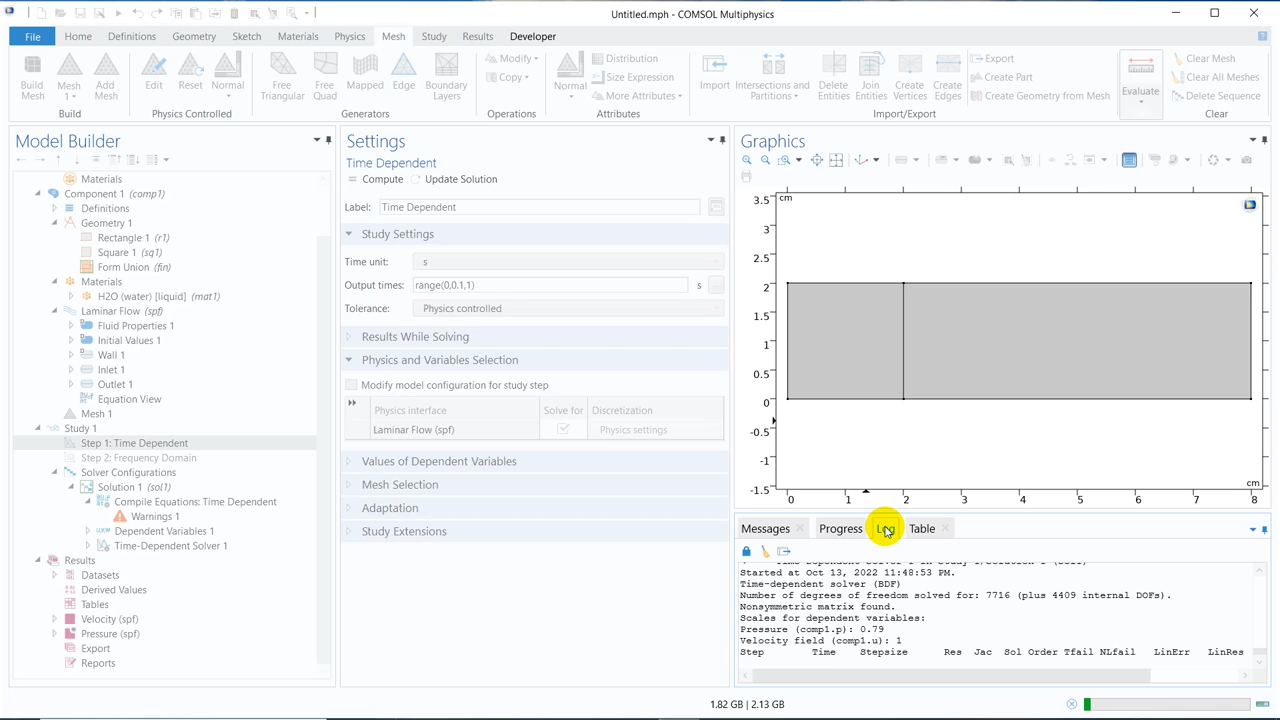 Untitled.mph - COMSOL Multiphysics
File Home Definitions Geometry Sketch Materials Physics Mesh Study Results Developer
Build Mesh
Mesh 1
Add Mesh
Build
Edit
Reset
Normal
Physics Controlled
Free Triangular
Free Quad
Mapped
Edge
Boundary Layers
Generators
Modify
Copy
Operations
Normal
Distribution
Size Expression
More Attributes
Attributes
Import
Intersections and Partitions
Delete Entities
Join Entities
Create Vertices
Create Edges
Export
Create Part
Create Geometry from Mesh
Import/Export
Evaluate
Clear Mesh
Clear All Meshes
Delete Sequence
Clear
Model Builder
Materials
Component 1 (comp1)
Definitions
Geometry 1
Rectangle 1 (r1)
Square 1 (sq1)
Form Union (fin)
Materials
H2O (water) [liquid] (mat1)
Laminar Flow (spf)
Fluid Properties 1
Initial Values 1
Wall 1
Inlet 1
Outlet 1
Equation View
Mesh 1
Study 1
Step 1: Time Dependent
Step 2: Frequency Domain
Solver Configurations
Solution 1 (sol1)
Compile Equations: Time Dependent
Warnings 1
Dependent Variables 1
Time-Dependent Solver 1
Results
Datasets
Derived Values
Tables
Velocity (spf)
Pressure (spf)
Export
Reports
Settings
Time Dependent
= Compute Update Solution
Label: Time Dependent
Study Settings
Time unit: s
Output times: range(0,0.1,1) s
Tolerance: Physics controlled
Results While Solving
Physics and Variables Selection
Modify model configuration for study step
Physics interface Solve for Discretization
Laminar Flow (spf) Physics settings
Values of Dependent Variables
Mesh Selection
Adaptation
Study Extensions
Graphics
cm
3.5
3
2.5
2
1.5
1
0.5
0
-0.5
-1
-1.5
0 1 2 3 4 5 6 7 8
cm
Messages Progress Log Table
Started at Oct 13, 2022 11:48:53 PM.
Time-dependent solver (BDF)
Number of degrees of freedom solved for: 7716 (plus 4409 internal DOFs).
Nonsymmetric matrix found.
Scales for dependent variables:
Pressure (comp1.p): 0.79
Velocity field (comp1.u): 1
Step Time Stepsize Res Jac Sol Order Tfail NLfail LinErr LinRes
1.82 GB | 2.13 GB